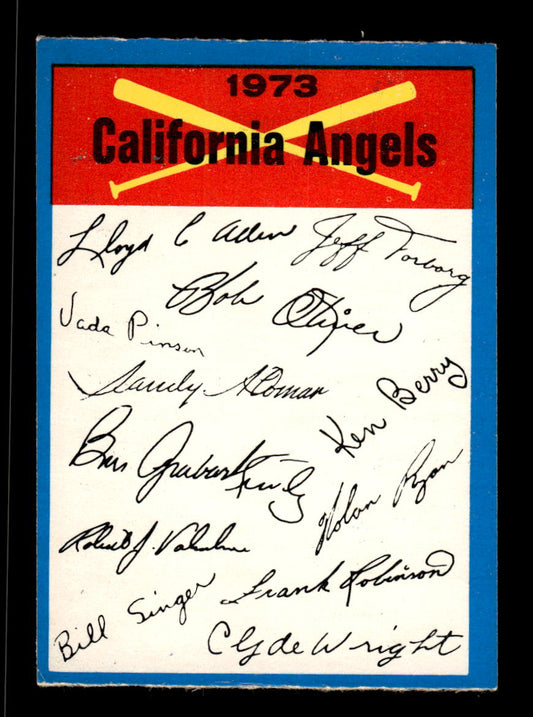 1973
California Angels
Lloyd C Allen
Jeff Torborg
Bob Oliver
Vada Pinson
Sandy Alomar
Ken Berry
Nolan Ryan
Robert J. Valentine
Bill Singer
Frank Robinson
Clyde Wright